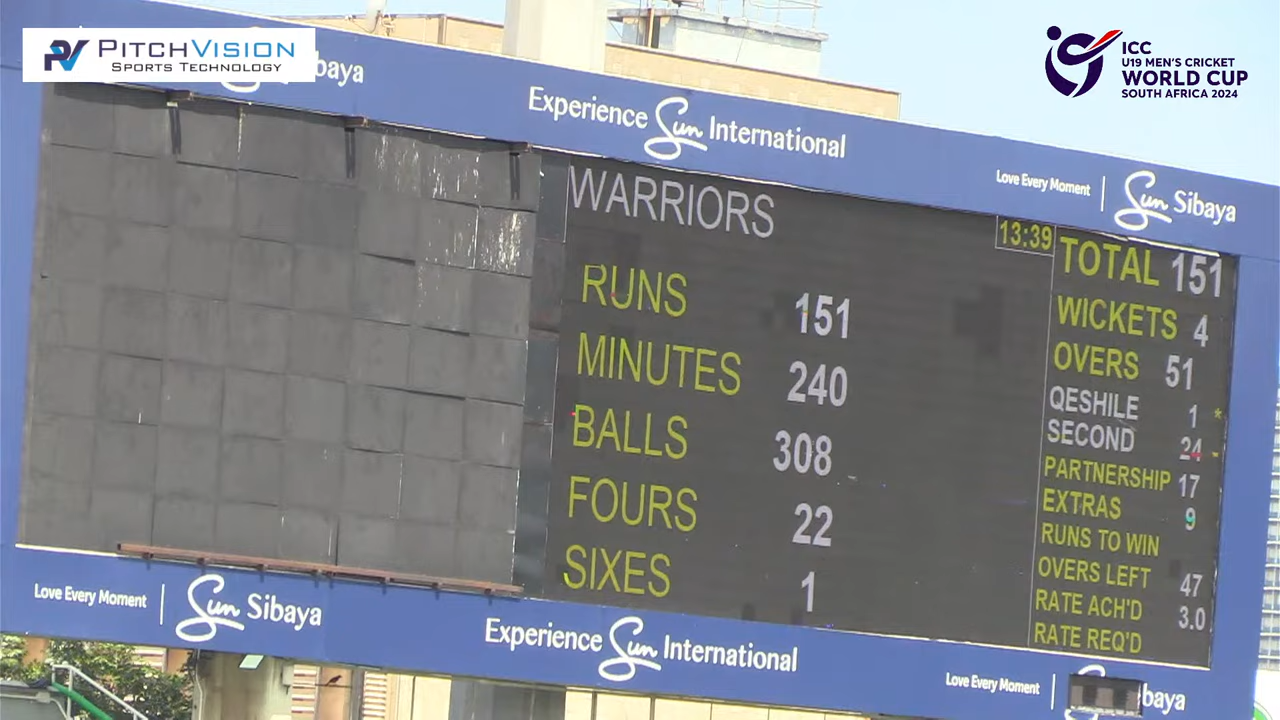 PITCHVISION
SPORTS TECHNOLOGY
baya
Experience Sun International
Love Every Moment | Sun Sibaya
ICC
U19 MEN'S CRICKET
WORLD CUP
SOUTH AFRICA 2024
WARRIORS
RUNS 151
MINUTES 240
BALLS 308
FOURS 22
SIXES 1
13:39
TOTAL 151
WICKETS 4
OVERS 51
QESHILE 1 *
SECOND 24 *
PARTNERSHIP 17
EXTRAS 9
RUNS TO WIN
OVERS LEFT 47
RATE ACH'D 3.0
RATE REQ'D
Love Every Moment | Sun Sibaya
Experience Sun International
Love Every Moment | baya